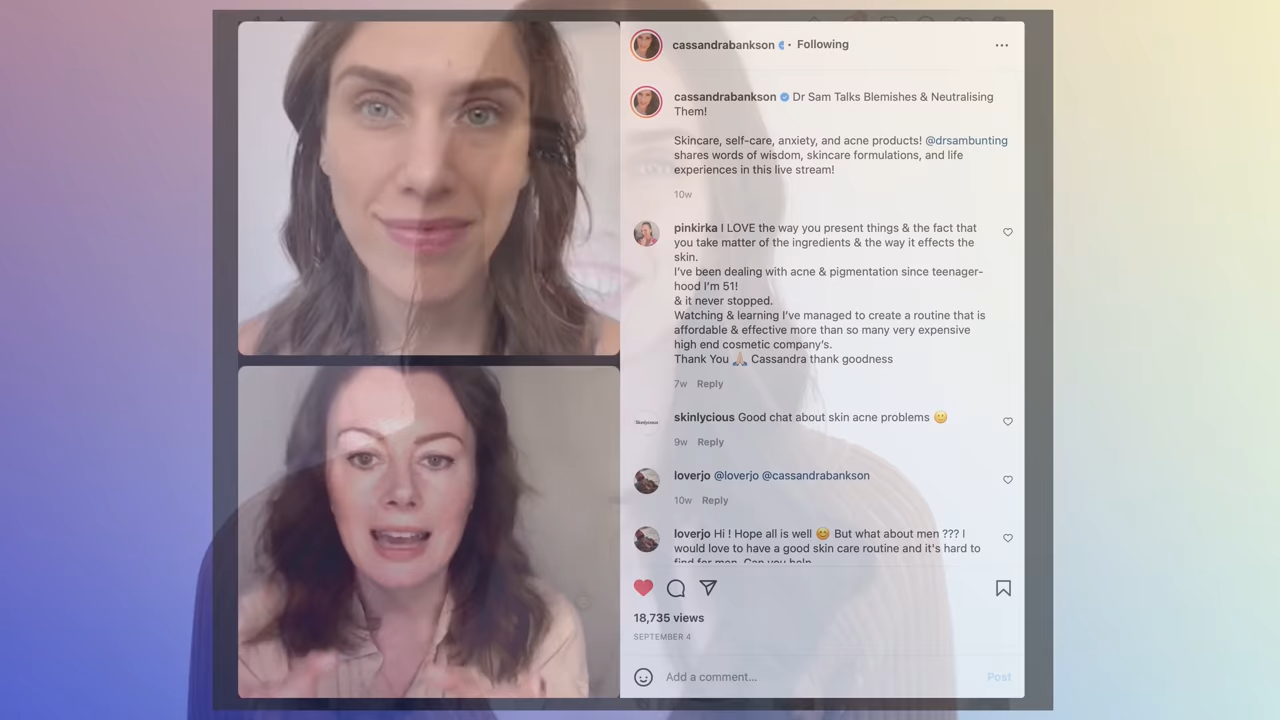 cassandrabankson • Following
cassandrabankson Dr Sam Talks Blemishes & Neutralising
Them!
Skincare, self-care, anxiety, and acne products! @drsambunting
shares words of wisdom, skincare formulations, and life
experiences in this live stream!
10w
pinkirka I LOVE the way you present things & the fact that
you take matter of the ingredients & the way it effects the
skin.
I've been dealing with acne & pigmentation since teenager-
hood I'm 51!
& it never stopped.
Watching & learning I've managed to create a routine that is
affordable & effective more than so many very expensive
high end cosmetic company's.
Thank You 🙏🏼 Cassandra thank goodness
7w Reply
skinlycious Good chat about skin acne problems 🙂
9w Reply
loverjo @loverjo @cassandrabankson
10w Reply
loverjo Hi ! Hope all is well 😊 But what about men ??? I
would love to have a good skin care routine and it's hard to
find for men. Can you help
18,735 views
SEPTEMBER 4
Add a comment...
Post